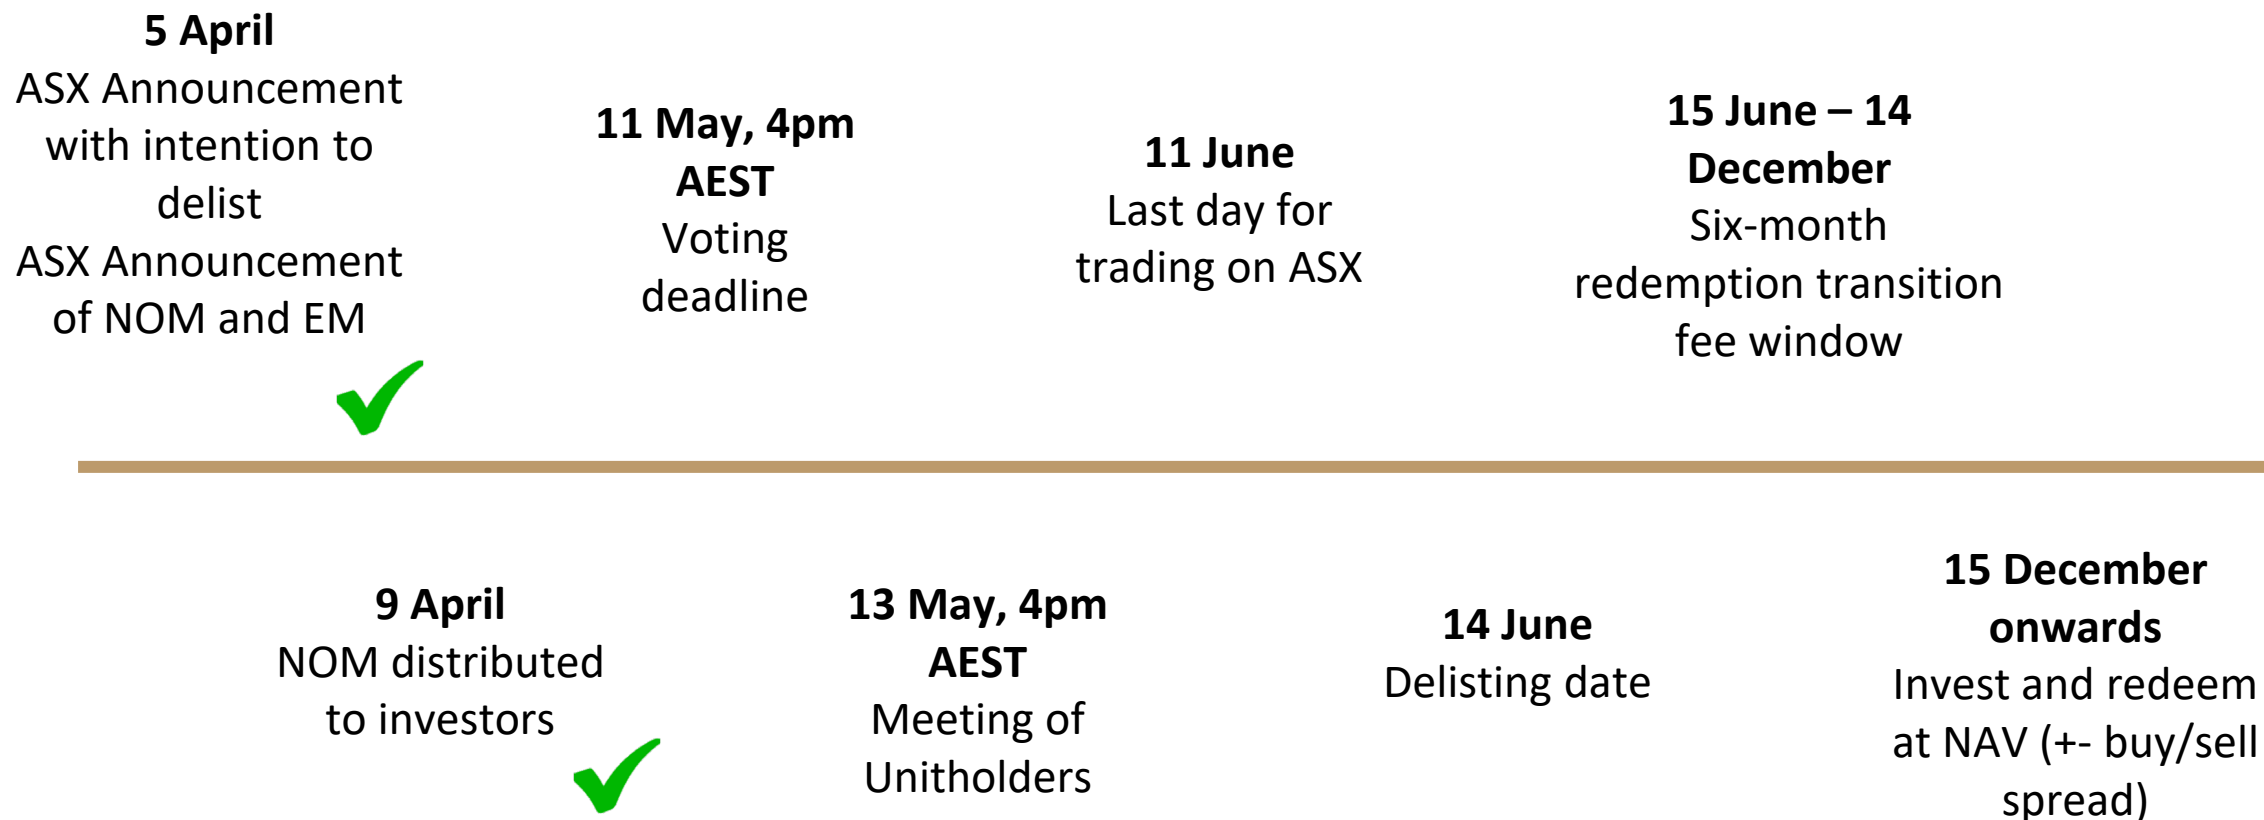 5 April
ASX Announcement
with intention to
delist
ASX Announcement
of NOM and EM
11 May, 4pm
AEST
Voting
deadline
11 June
Last day for
trading on ASX
15 June – 14
December
Six-month
redemption transition
fee window
9 April
NOM distributed
to investors
13 May, 4pm
AEST
Meeting of
Unitholders
14 June
Delisting date
15 December
onwards
Invest and redeem
at NAV (+- buy/sell
spread)